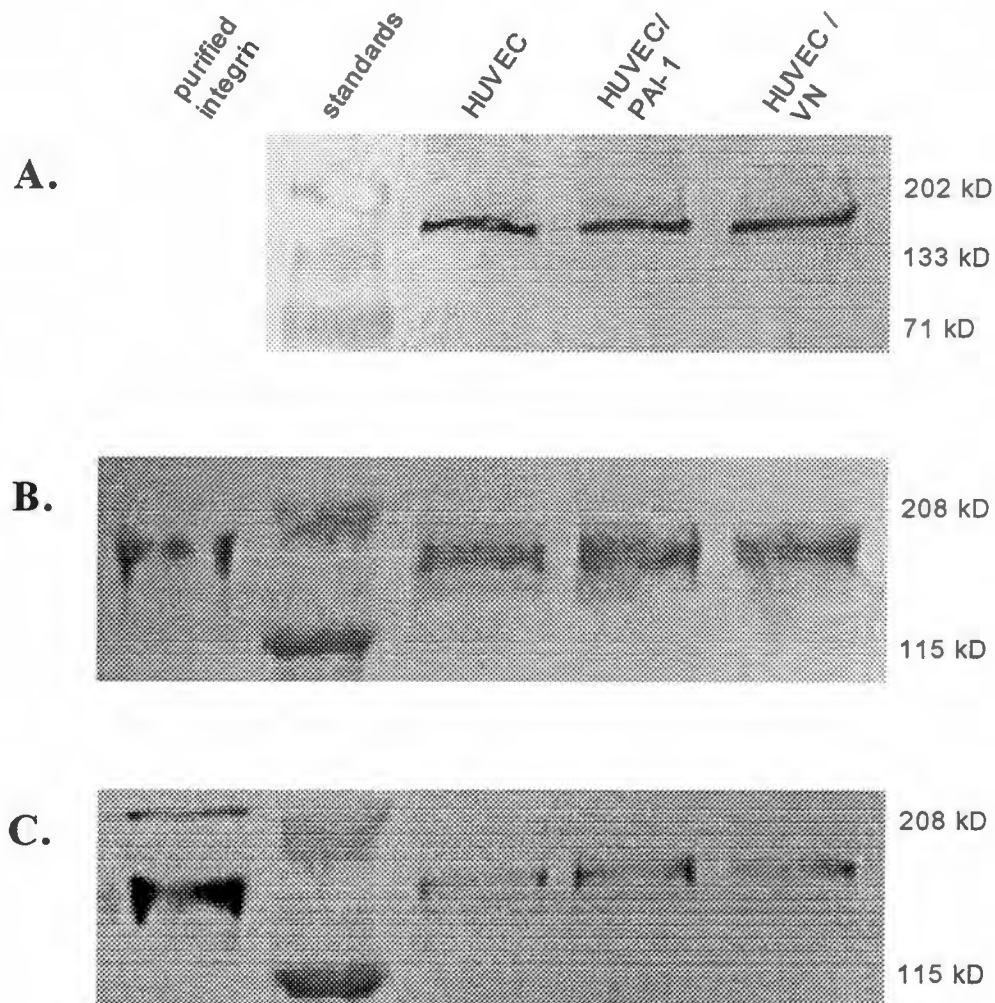 purified
integrin
standards
HUVEC
HUVEC/
PAI-1
HUVEC /
VN
A.
202 kD
133 kD
71 kD
B.
208 kD
115 kD
C.
208 kD
115 kD